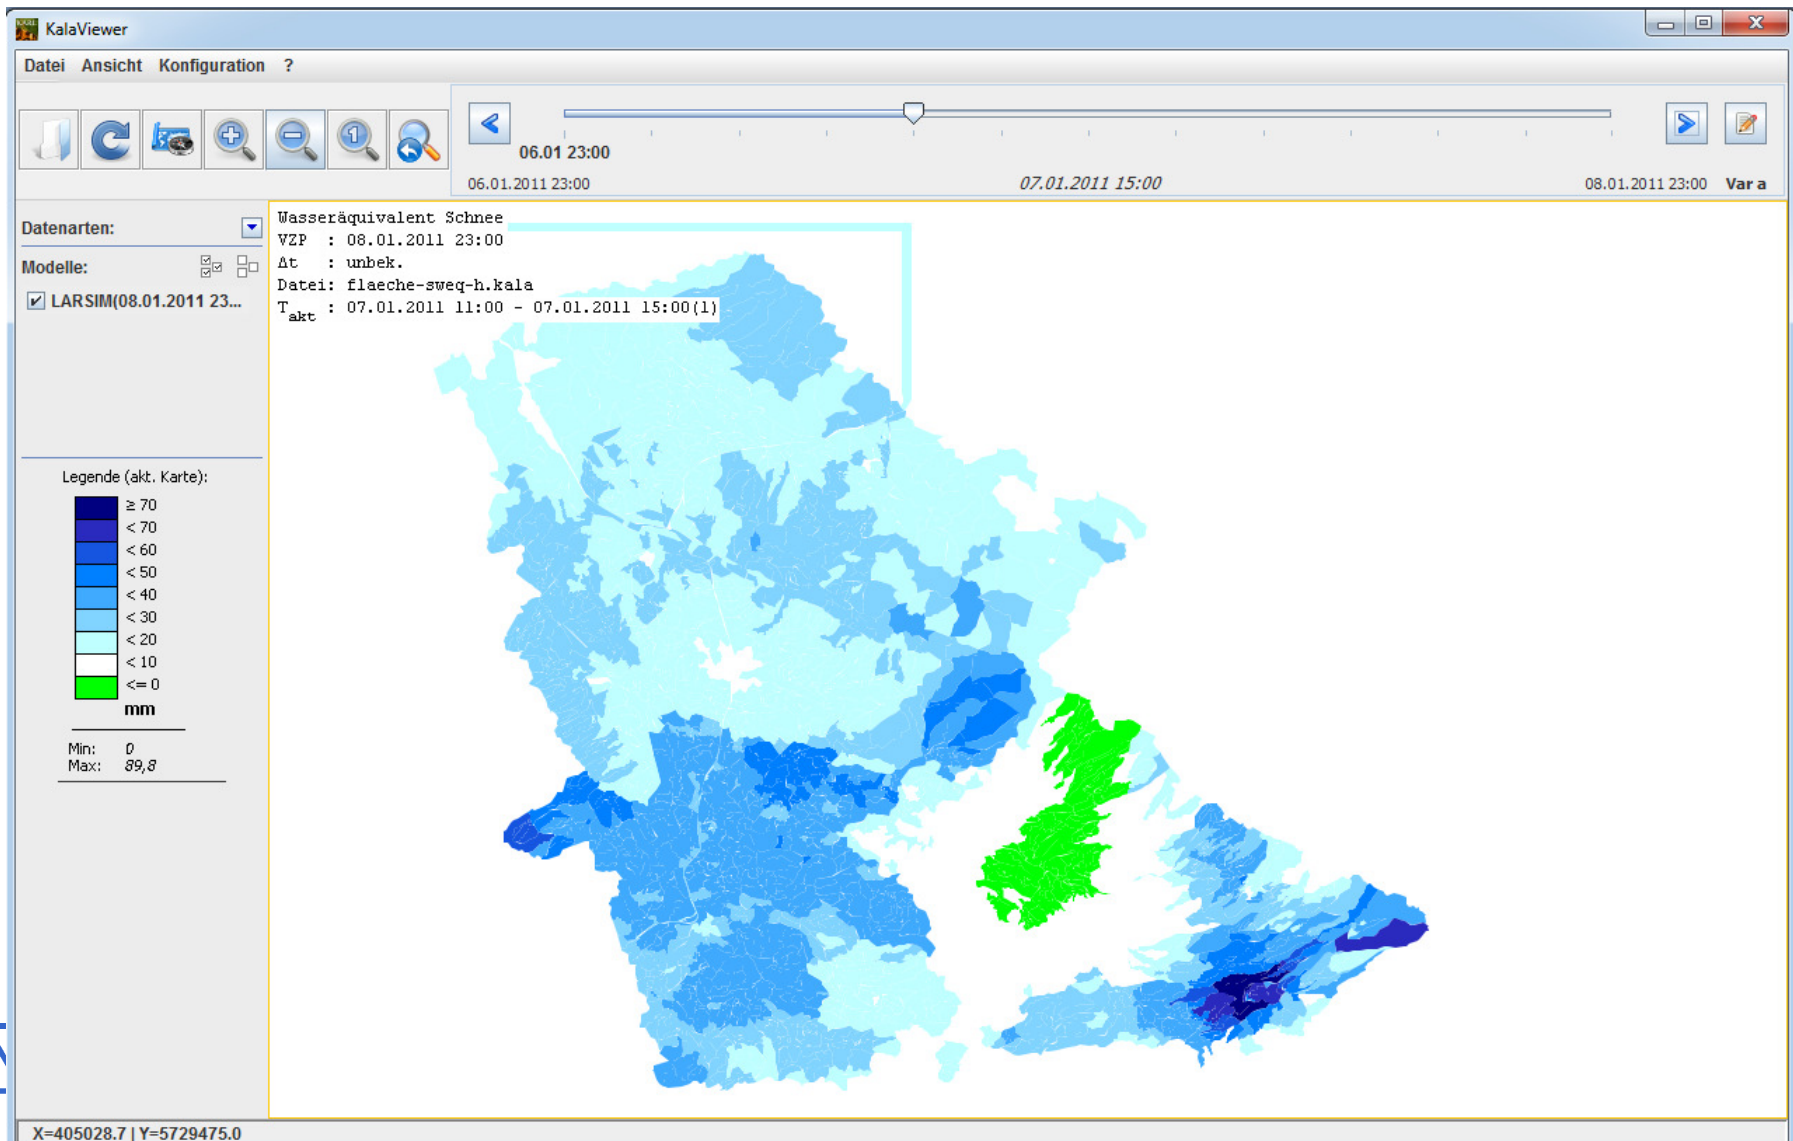 KalaViewer
Datei Ansicht Konfiguration ?
06.01 23:00
06.01.2011 23:00 07.01.2011 15:00 08.01.2011 23:00 Var a
Datenarten:
Modelle:
LARSIM(08.01.2011 23...
Wasseräquivalent Schnee
VZP : 08.01.2011 23:00
Δt : unbek.
Datei: flaeche-sweq-h.kala
Takt : 07.01.2011 11:00 - 07.01.2011 15:00(1)
Legende (akt. Karte):
≥ 70
< 70
< 60
< 50
< 40
< 30
< 20
< 10
<= 0
mm
Min: 0
Max: 89,8
X=405028.7 | Y=5729475.0